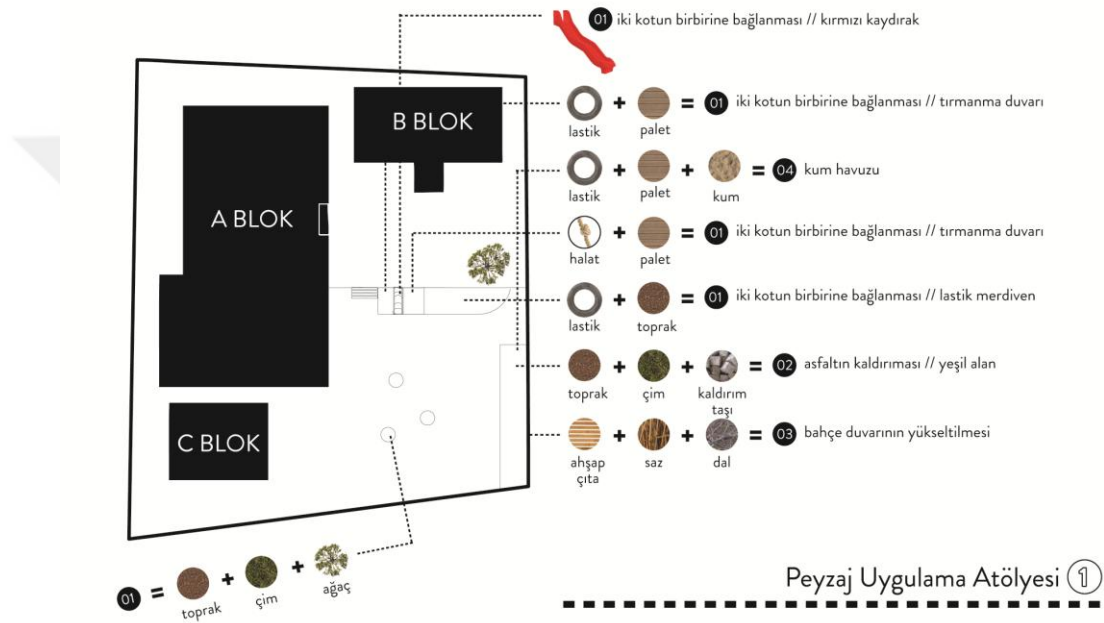 01 iki kotun birbirine bağlanması // kırmızı kaydırak
B BLOK
lastik + palet = 01 iki kotun birbirine bağlanması // tırmanma duvarı
lastik + palet + kum = 04 kum havuzu
A BLOK
halat + palet = 01 iki kotun birbirine bağlanması // tırmanma duvarı
lastik + toprak = 01 iki kotun birbirine bağlanması // lastik merdiven
toprak + çim + kaldırım taşı = 02 asfaltın kaldırıması // yeşil alan
C BLOK
ahşap çıta + saz + dal = 03 bahçe duvarının yükseltilmesi
01 = toprak + çim + ağaç
Peyzaj Uygulama Atölyesi 1